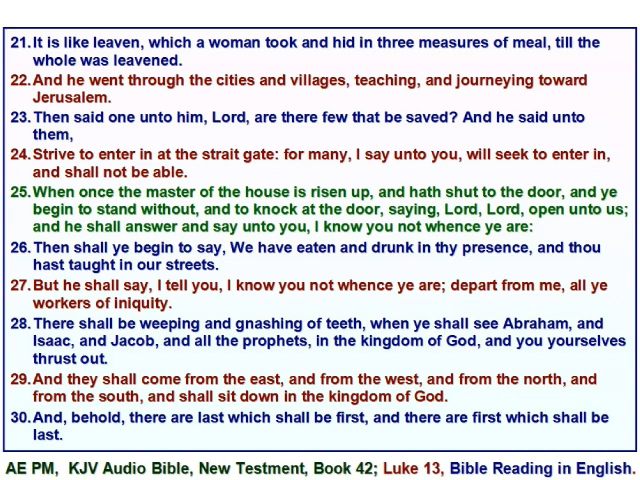 21. It is like leaven, which a woman took and hid in three measures of meal, till the
whole was leavened.
22. And he went through the cities and villages, teaching, and journeying toward
Jerusalem.
23. Then said one unto him, Lord, are there few that be saved? And he said unto
them,
24. Strive to enter in at the strait gate: for many, I say unto you, will seek to enter in,
and shall not be able.
25. When once the master of the house is risen up, and hath shut to the door, and ye
begin to stand without, and to knock at the door, saying, Lord, Lord, open unto us;
and he shall answer and say unto you, I know you not whence ye are:
26. Then shall ye begin to say, We have eaten and drunk in thy presence, and thou
hast taught in our streets.
27. But he shall say, I tell you, I know you not whence ye are; depart from me, all ye
workers of iniquity.
28. There shall be weeping and gnashing of teeth, when ye shall see Abraham, and
Isaac, and Jacob, and all the prophets, in the kingdom of God, and you yourselves
thrust out.
29. And they shall come from the east, and from the west, and from the north, and
from the south, and shall sit down in the kingdom of God.
30. And, behold, there are last which shall be first, and there are first which shall be
last.
AE PM, KJV Audio Bible, New Testment, Book 42; Luke 13, Bible Reading in English.